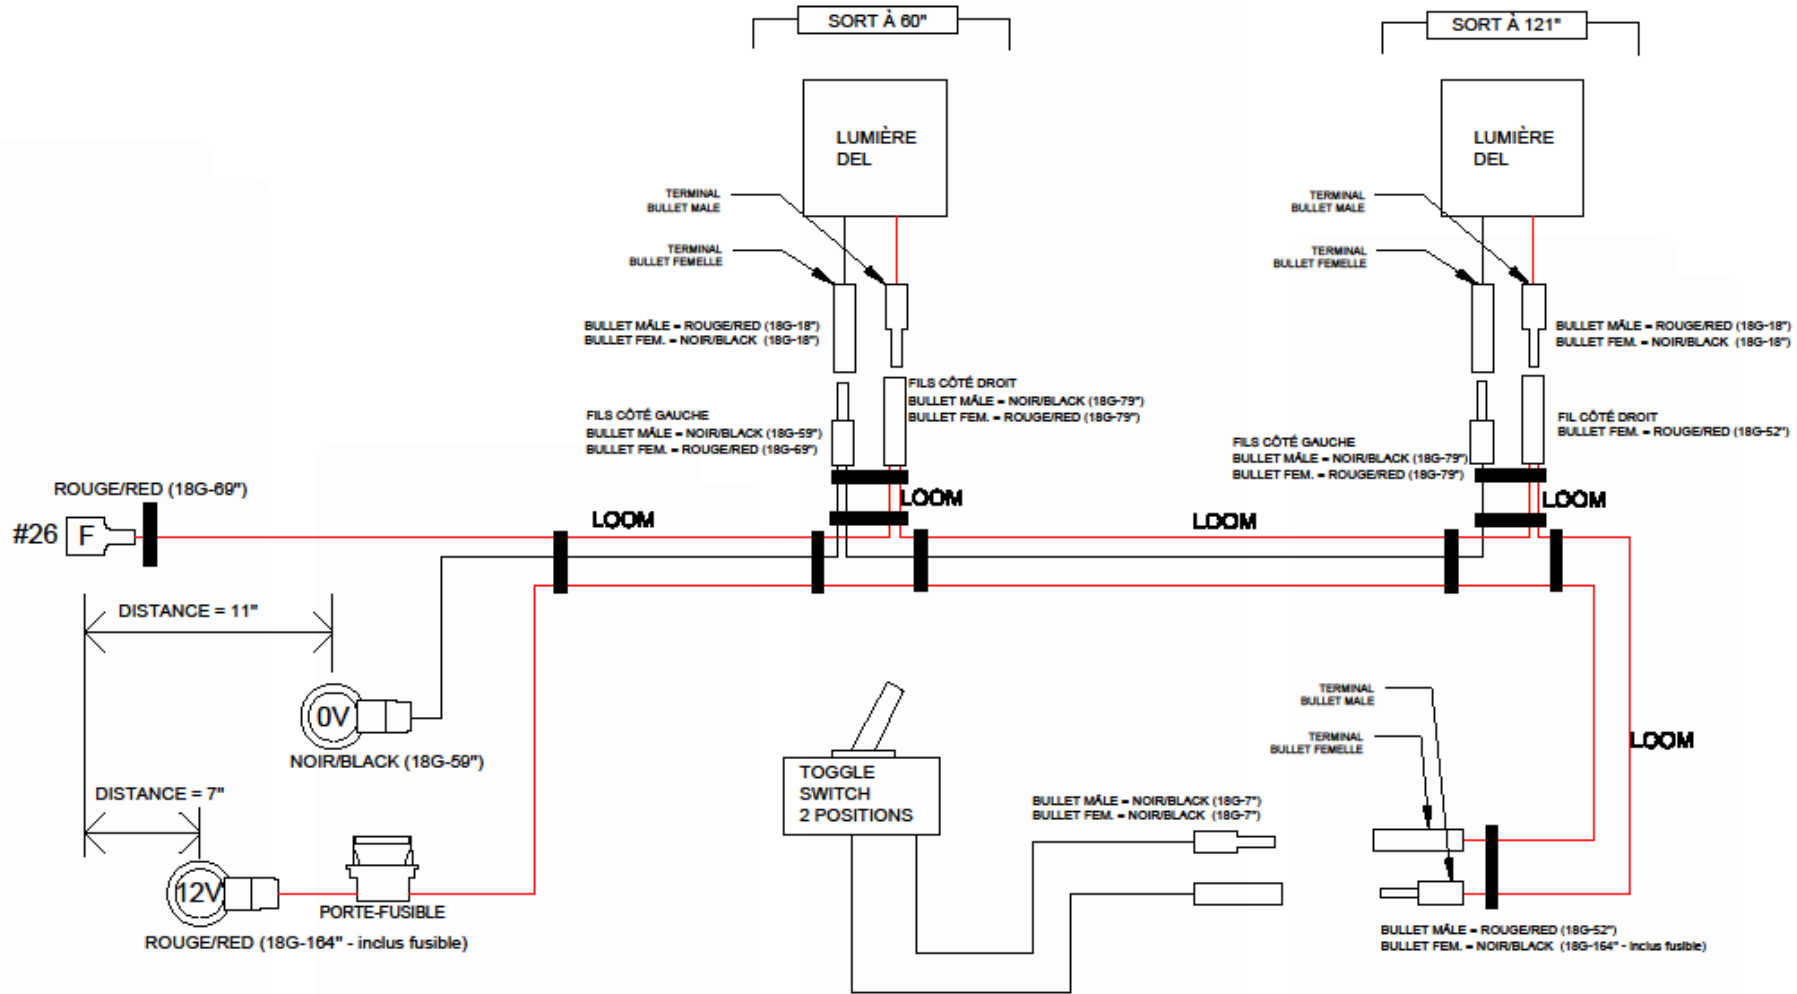 SORT À 60"
SORT À 121"
LUMIÈRE
DEL
LUMIÈRE
DEL
TERMINAL
BULLET MALE
TERMINAL
BULLET FEMELLE
TERMINAL
BULLET MALE
TERMINAL
BULLET FEMELLE
BULLET MÂLE = ROUGE/RED (18G-18")
BULLET FEM. = NOIR/BLACK (18G-18")
BULLET MÂLE = ROUGE/RED (18G-18")
BULLET FEM. = NOIR/BLACK (18G-18")
FILS CÔTÉ DROIT
BULLET MÂLE = NOIR/BLACK (18G-79")
BULLET FEM. = ROUGE/RED (18G-79")
FILS CÔTÉ GAUCHE
BULLET MÂLE = NOIR/BLACK (18G-59")
BULLET FEM. = ROUGE/RED (18G-69")
FIL CÔTÉ DROIT
BULLET FEM. = ROUGE/RED (18G-52")
FILS CÔTÉ GAUCHE
BULLET MÂLE = NOIR/BLACK (18G-79")
BULLET FEM. = ROUGE/RED (18G-79")
ROUGE/RED (18G-69")
#26 F
LOOM
LOOM
LOOM
LOOM
DISTANCE = 11"
0V
NOIR/BLACK (18G-59")
DISTANCE = 7"
12V
PORTE-FUSIBLE
ROUGE/RED (18G-164" - inclus fusible)
TOGGLE
SWITCH
2 POSITIONS
BULLET MÂLE = NOIR/BLACK (18G-7")
BULLET FEM. = NOIR/BLACK (18G-7")
TERMINAL
BULLET MALE
TERMINAL
BULLET FEMELLE
LOOM
BULLET MÂLE = ROUGE/RED (18G-52")
BULLET FEM. = NOIR/BLACK (18G-164" - inclus fusible)